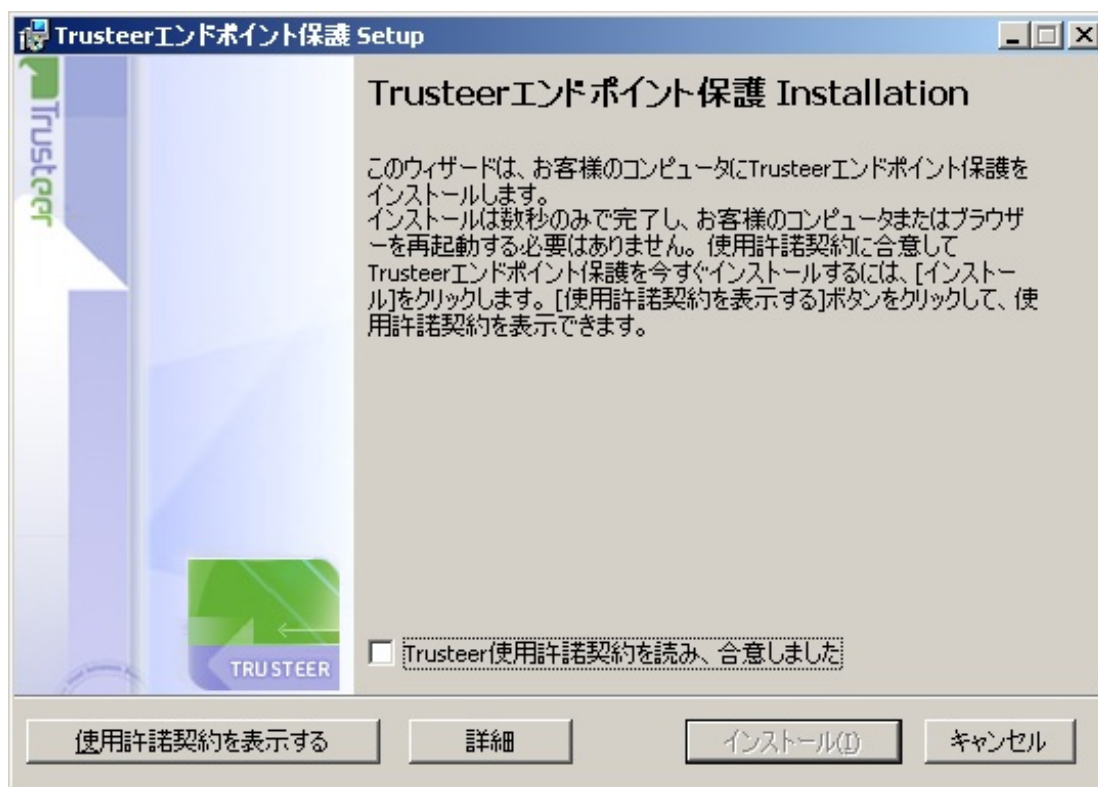 Trusteerエンドポイント保護 Setup
Trusteer
Trusteerエンドポイント保護 Installation
このウィザードは、お客様のコンピュータにTrusteerエンドポイント保護を
インストールします。
インストールは数秒のみで完了し、お客様のコンピュータまたはブラウザ
ーを再起動する必要はありません。使用許諾契約に合意して
Trusteerエンドポイント保護を今すぐインストールするには、[インストー
ル]をクリックします。[使用許諾契約を表示する]ボタンをクリックして、使
用許諾契約を表示できます。
TRUSTEER
Trusteer使用許諾契約を読み、合意しました
使用許諾契約を表示する
詳細
インストール(I)
キャンセル